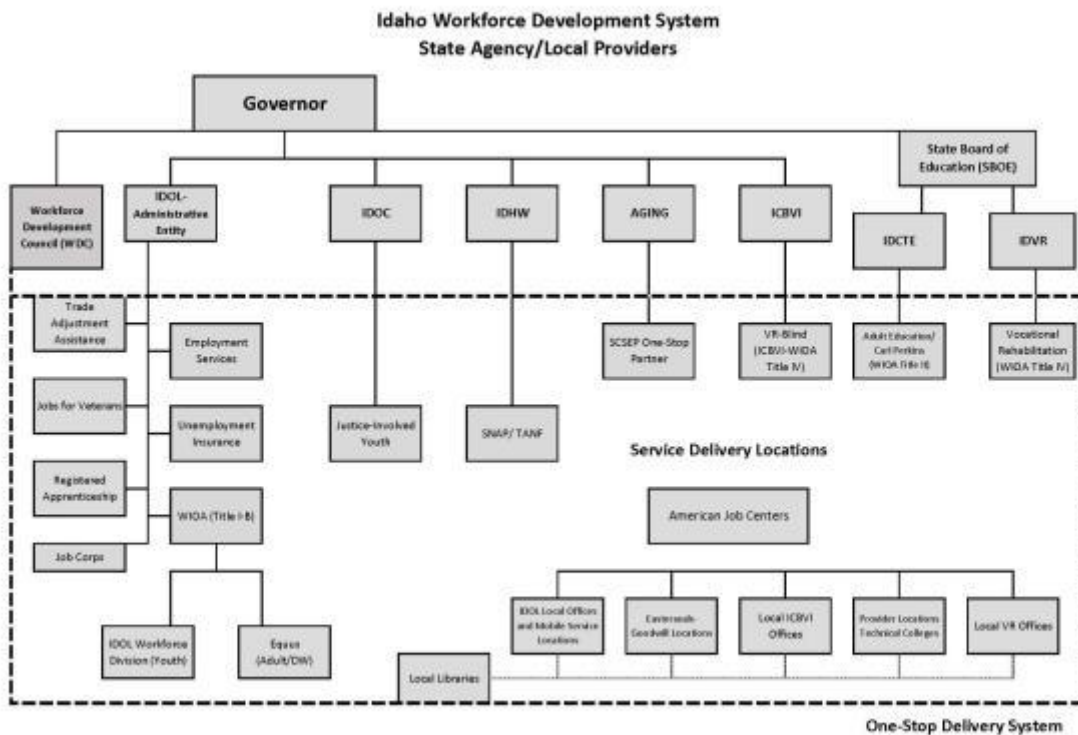 Idaho Workforce Development System
State Agency/Local Providers
Governor
State Board of
Education (SBOE)
Workforce
Development
Council (WDC)
IDOL-
Administrative
Entity
IDOC
IDHW
AGING
ICBVI
IDCTE
IDVR
Trade
Adjustment
Assistance
Employment
Services
SCSEP One-Stop
Partner
VR-Blind
(ICBVI-WIOA
Title IV)
Adult Education/
Carl Perkins
(WIOA Title II)
Vocational
Rehabilitation
(WIOA Title IV)
Jobs for Veterans
Unemployment
Insurance
Justice-Involved
Youth
SNAP/ TANF
Service Delivery Locations
Registered
Apprenticeship
WIOA (Title I-B)
American Job Centers
Job Corps
IDOL Workforce
Division (Youth)
Equus
(Adult/DW)
IDOL Local Offices
and Mobile Service
Locations
Easterseals-
Goodwill Locations
Local ICBVI
Offices
Provider Locations
Technical Colleges
Local VR Offices
Local Libraries
One-Stop Delivery System